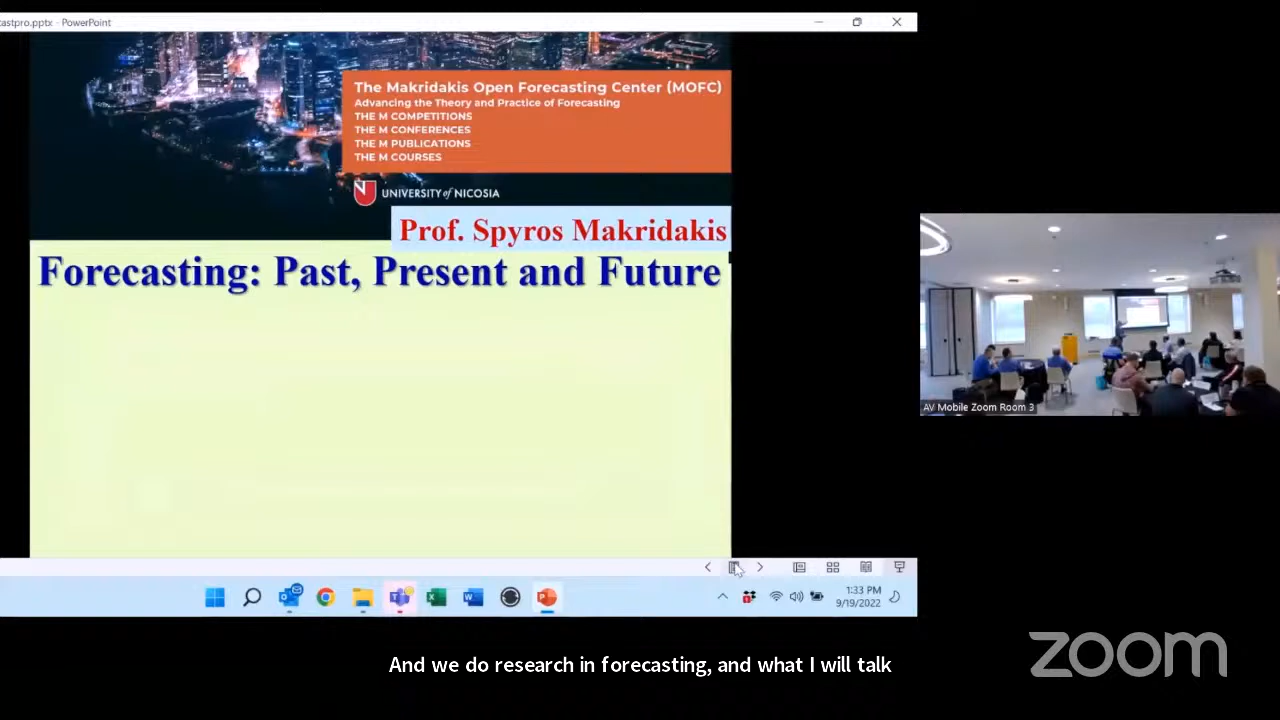 astpro.pptx - PowerPoint
The Makridakis Open Forecasting Center (MOFC)
Advancing the Theory and Practice of Forecasting
THE M COMPETITIONS
THE M CONFERENCES
THE M PUBLICATIONS
THE M COURSES
UNIVERSITY of NICOSIA
Prof. Spyros Makridakis
Forecasting: Past, Present and Future
AV Mobile Zoom Room 3
1:33 PM
9/19/2022
And we do research in forecasting, and what I will talk
zoom